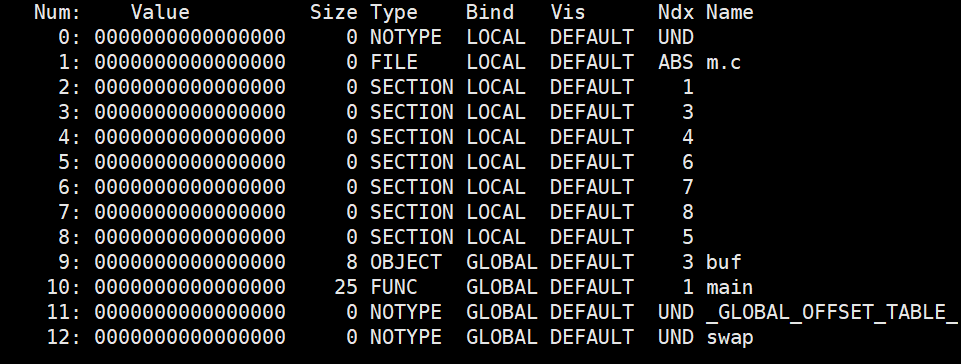 Num:    Value          Size Type    Bind   Vis      Ndx Name
0: 0000000000000000     0 NOTYPE  LOCAL  DEFAULT  UND
1: 0000000000000000     0 FILE    LOCAL  DEFAULT  ABS m.c
2: 0000000000000000     0 SECTION LOCAL  DEFAULT    1
3: 0000000000000000     0 SECTION LOCAL  DEFAULT    3
4: 0000000000000000     0 SECTION LOCAL  DEFAULT    4
5: 0000000000000000     0 SECTION LOCAL  DEFAULT    6
6: 0000000000000000     0 SECTION LOCAL  DEFAULT    7
7: 0000000000000000     0 SECTION LOCAL  DEFAULT    8
8: 0000000000000000     0 SECTION LOCAL  DEFAULT    5
9: 0000000000000000     8 OBJECT  GLOBAL DEFAULT    3 buf
10: 0000000000000000    25 FUNC    GLOBAL DEFAULT    1 main
11: 0000000000000000     0 NOTYPE  GLOBAL DEFAULT  UND _GLOBAL_OFFSET_TABLE_
12: 0000000000000000     0 NOTYPE  GLOBAL DEFAULT  UND swap